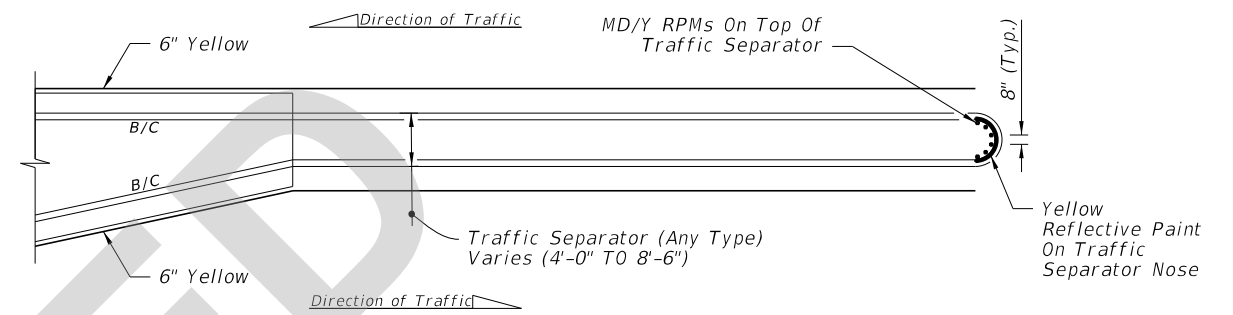 Direction of Traffic
6" Yellow
MD/Y RPMs On Top Of
Traffic Separator
8" (Typ.)
B/C
B/C
Traffic Separator (Any Type)
Varies (4'-0" TO 8'-6")
Yellow
Reflective Paint
On Traffic
Separator Nose
6" Yellow
Direction of Traffic